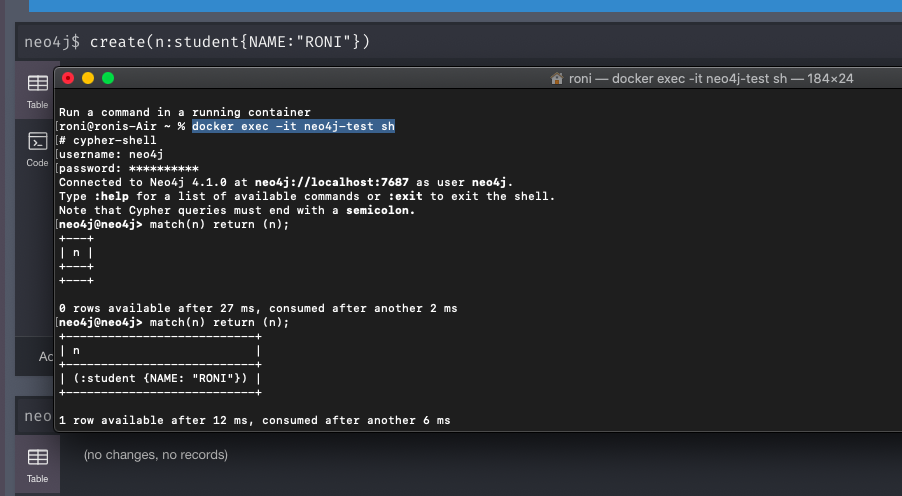 neo4j$ create(n:student{NAME:"RONI"})
Table
Code
roni — docker exec -it neo4j-test sh — 184×24
Run a command in a running container
[roni@ronis-Air ~ % docker exec -it neo4j-test sh
[# cypher-shell
[username: neo4j
[password: **********
Connected to Neo4j 4.1.0 at neo4j://localhost:7687 as user neo4j.
Type :help for a list of available commands or :exit to exit the shell.
Note that Cypher queries must end with a semicolon.
[neo4j@neo4j> match(n) return (n);
+---+
| n |
+---+
+---+
0 rows available after 27 ms, consumed after another 2 ms
[neo4j@neo4j> match(n) return (n);
+---------------------------+
| n                         |
+---------------------------+
| (:student {NAME: "RONI"}) |
+---------------------------+
1 row available after 12 ms, consumed after another 6 ms
neo
Table
(no changes, no records)